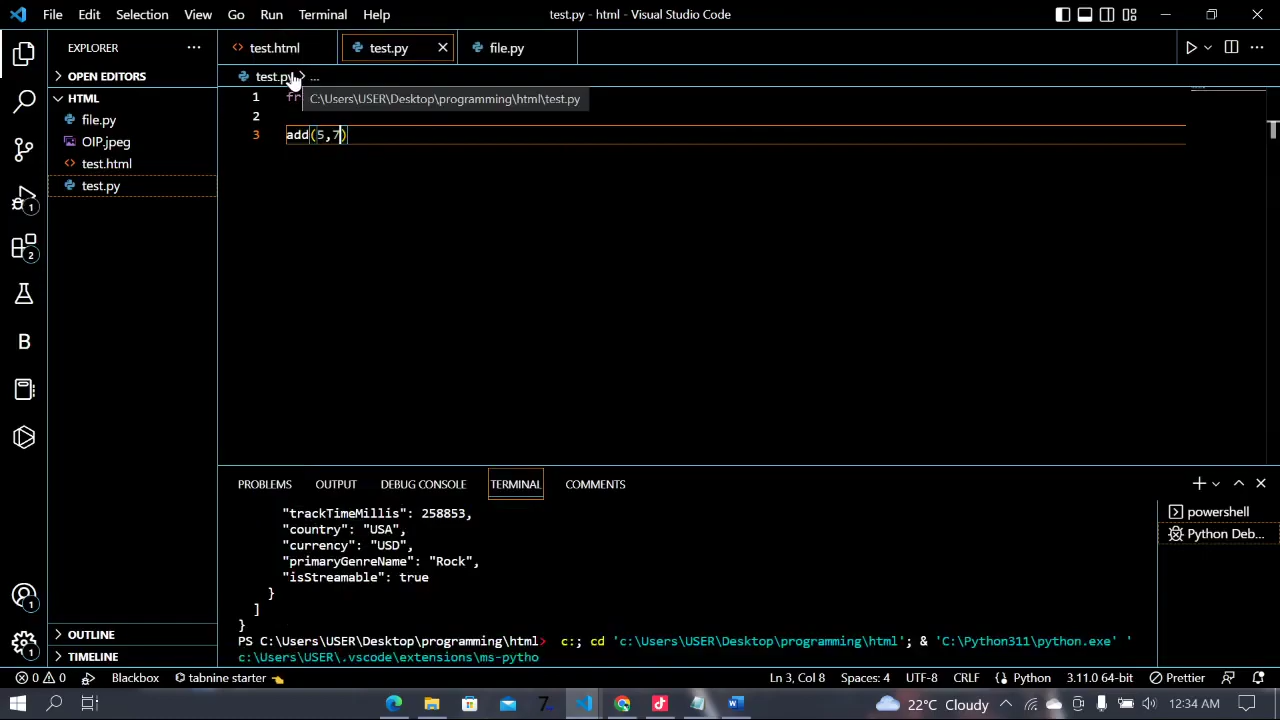 File Edit Selection View Go Run Terminal Help test.py - html - Visual Studio Code
EXPLORER
test.html test.py file.py
OPEN EDITORS
test.py > ...
HTML
1 fr
C:\Users\USER\Desktop\programming\html\test.py
file.py
2
OIP.jpeg
3 add(5,7)
test.html
test.py
1
2
B
PROBLEMS OUTPUT DEBUG CONSOLE TERMINAL COMMENTS
"trackTimeMillis": 258853,
"country": "USA",
"currency": "USD",
"primaryGenreName": "Rock",
"isStreamable": true
}
]
}
PS C:\Users\USER\Desktop\programming\html> c:; cd 'c:\Users\USER\Desktop\programming\html'; & 'C:\Python311\python.exe' '
c:\Users\USER\.vscode\extensions\ms-pytho
powershell
Python Deb...
1
OUTLINE
1
TIMELINE
0 0 Blackbox tabnine starter Ln 3, Col 8 Spaces: 4 UTF-8 CRLF Python 3.11.0 64-bit Prettier
22°C Cloudy 12:34 AM